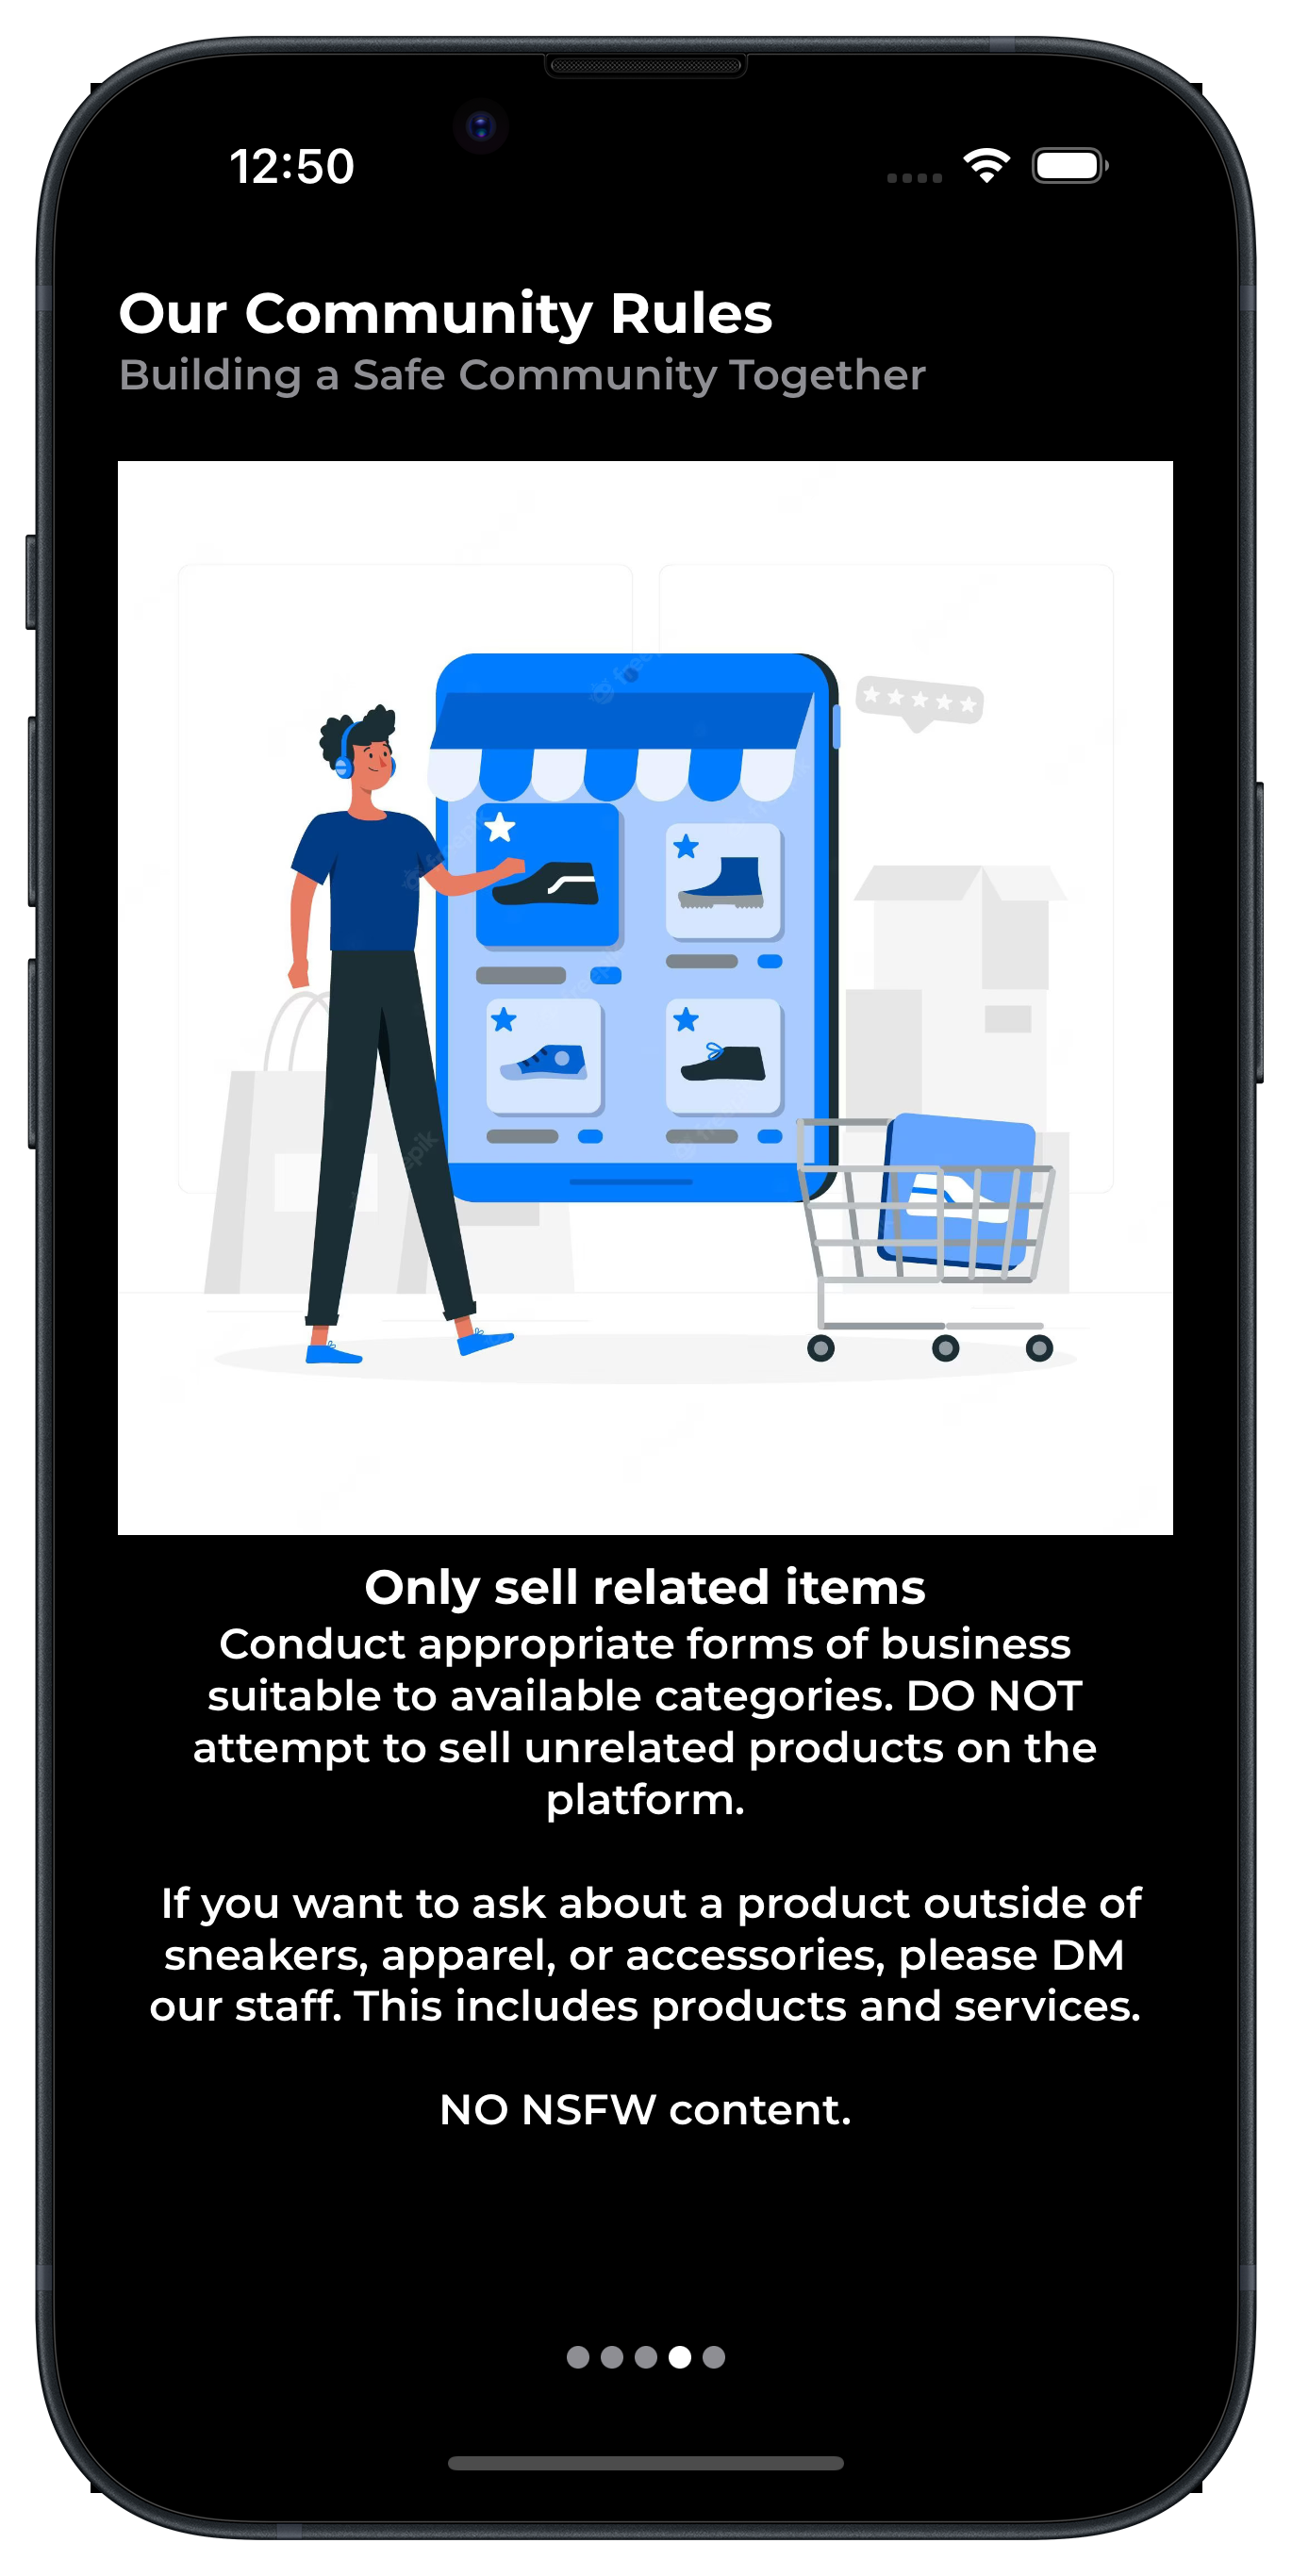 12:50
Our Community Rules
Building a Safe Community Together
freepik
freepik
Only sell related items
Conduct appropriate forms of business
suitable to available categories. DO NOT
attempt to sell unrelated products on the
platform.
If you want to ask about a product outside of
sneakers, apparel, or accessories, please DM
our staff. This includes products and services.
NO NSFW content.